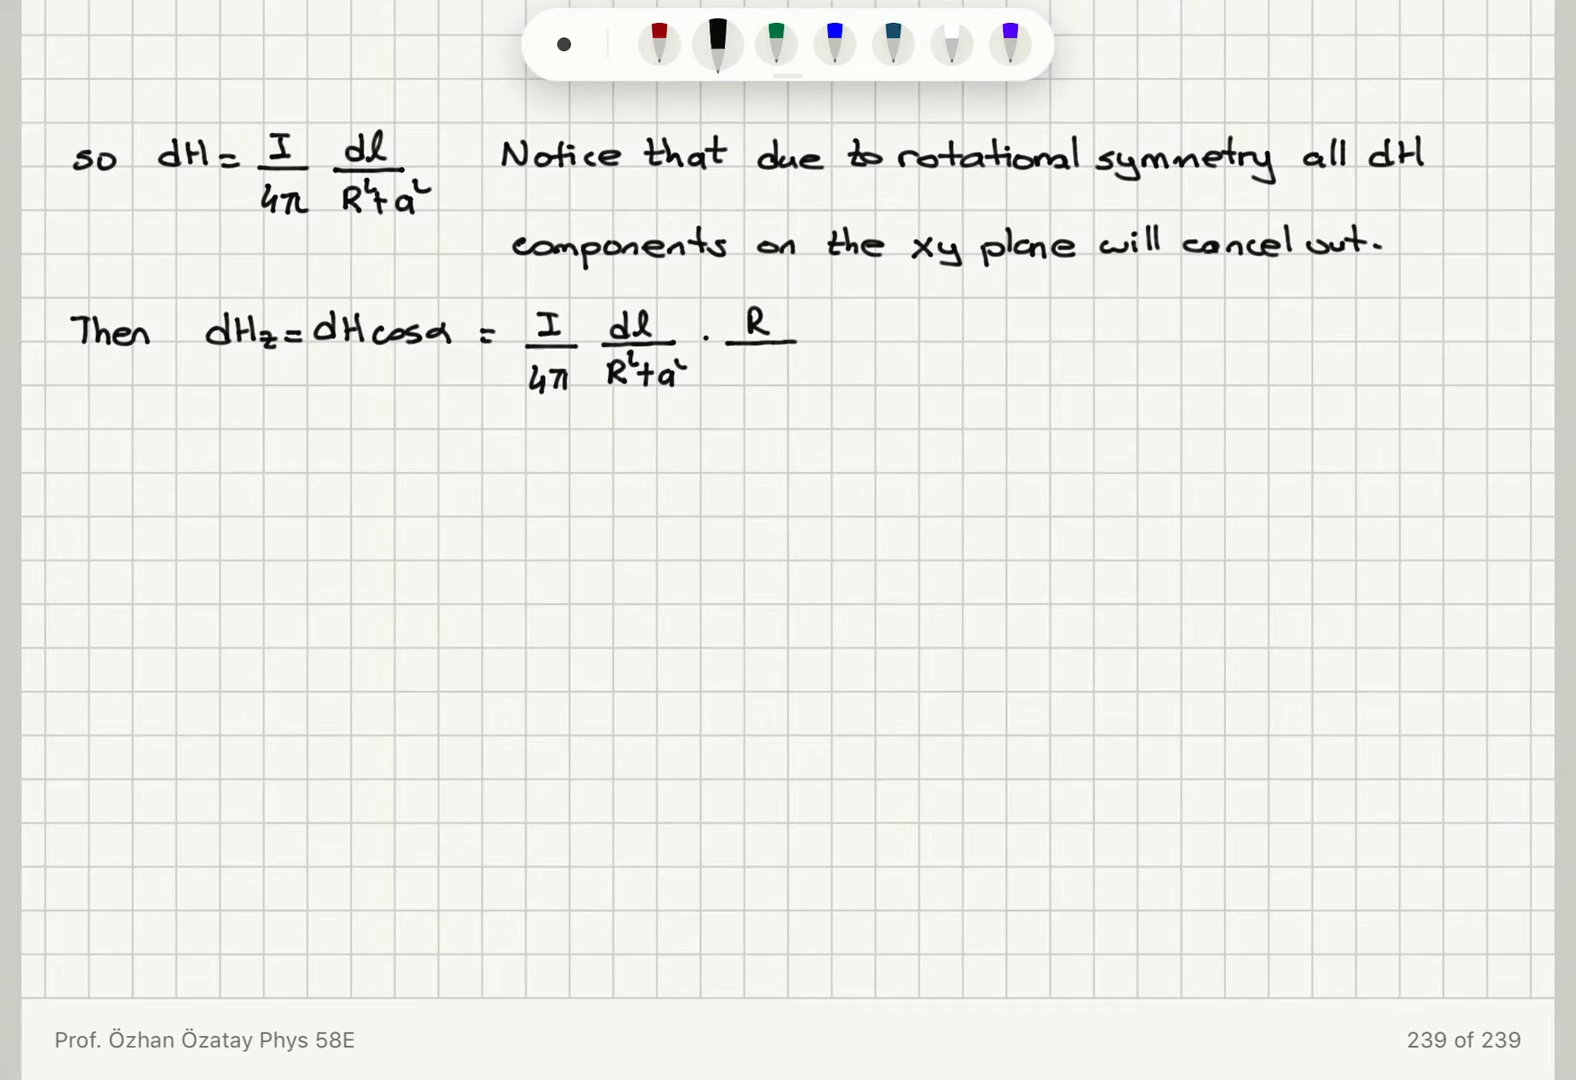 so dH = I/4π dl/R²+a² Notice that due to rotational symmetry all dH
components on the xy plane will cancel out.
Then dHz = dH cosα = I/4π dl/R²+a² · R
Prof. Özhan Özatay Phys 58E
239 of 239